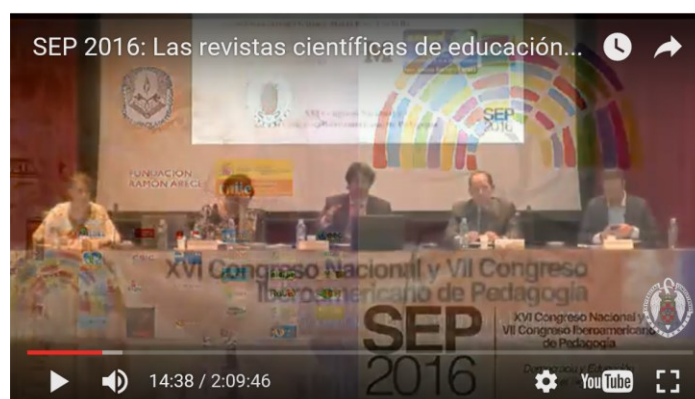 SEP 2016: Las revistas científicas de educación...
SEP
2016
FUNDACIÓN
RAMÓN ARECES
XVI Congreso Nacional y VII Congreso
Iberoamericano de Pedagogía
SEP
2016
XVI Congreso Nacional y
VII Congreso Iberoamericano
de Pedagogía
14:38 / 2:09:46
YouTube